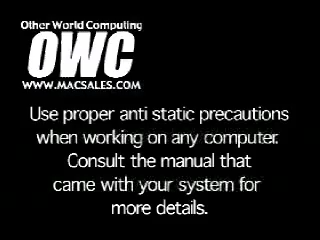 Other World Computing
OWC
WWW.MACSALES.COM
Use proper anti static precautions
when working on any computer.
Consult the manual that
came with your system for
more details.